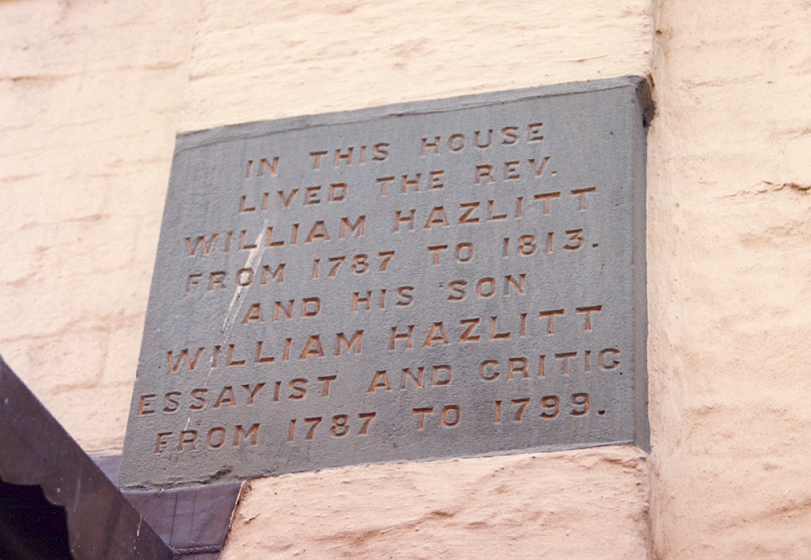 IN THIS HOUSE
LIVED THE REV.
WILLIAM HAZLITT
FROM 1787 TO 1813.
AND HIS SON
WILLIAM HAZLITT
ESSAYIST AND CRITIC
FROM 1787 TO 1799.